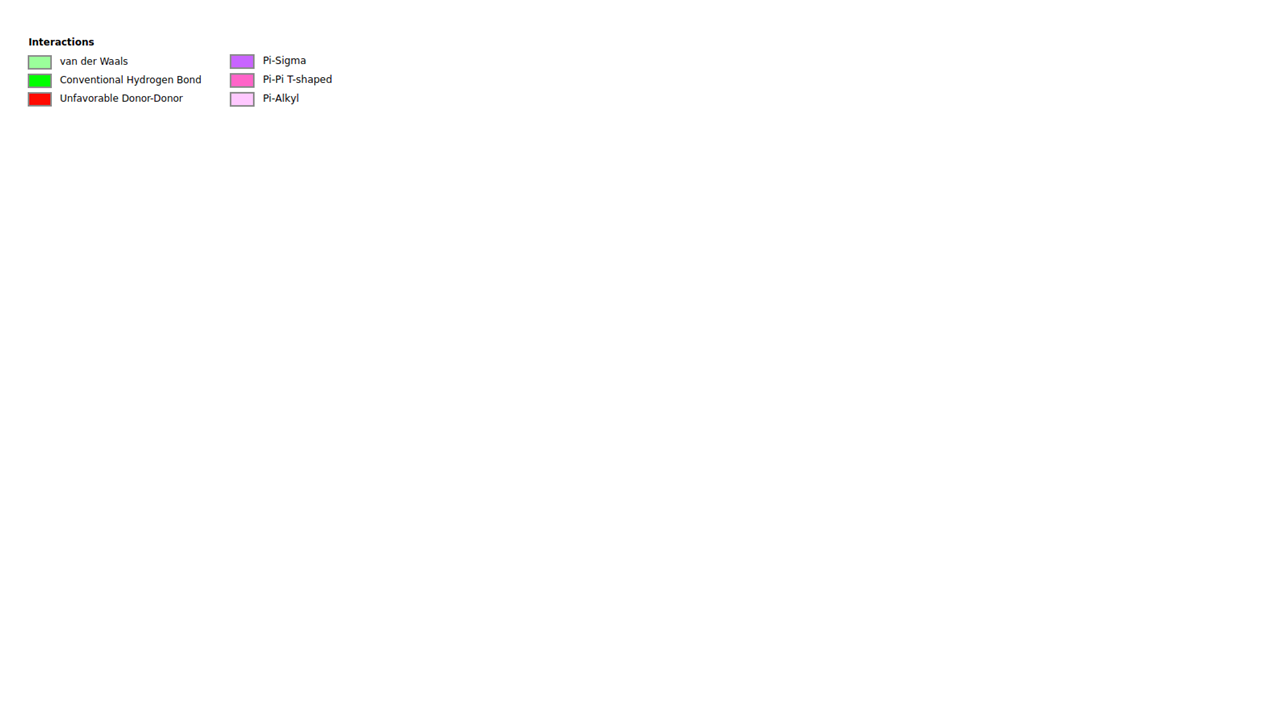 Interactions
van der Waals
Conventional Hydrogen Bond
Unfavorable Donor-Donor
Pi-Sigma
Pi-Pi T-shaped
Pi-Alkyl